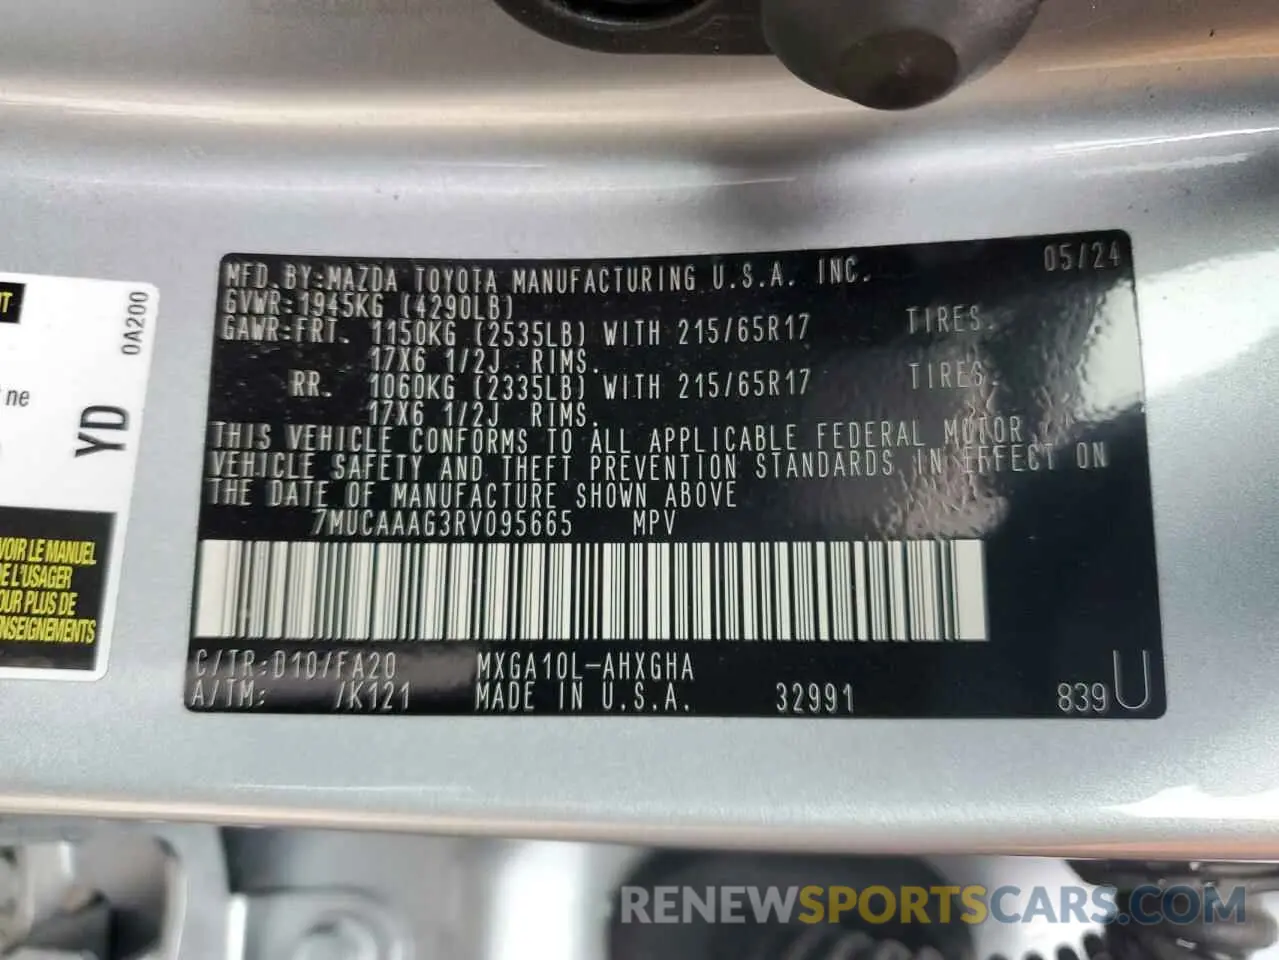 MFD. BY:MAZDA TOYOTA MANUFACTURING U.S.A. INC. 05/24
GVWR:1945KG (4290LB)
GAWR:FRT. 1150KG (2535LB) WITH 215/65R17 TIRES.
17X6 1/2J RIMS.
RR. 1060KG (2335LB) WITH 215/65R17 TIRES.
17X6 1/2J RIMS.
THIS VEHICLE CONFORMS TO ALL APPLICABLE FEDERAL MOTOR
VEHICLE SAFETY AND THEFT PREVENTION STANDARDS IN EFFECT ON
THE DATE OF MANUFACTURE SHOWN ABOVE
7MUCAAAG3RV095665 MPV
C/TR:D10/FA20 MXGA10L-AHXGHA
A/TM: /K121 MADE IN U.S.A. 32991 839 U
0A200
ne
YD
VOIR LE MANUEL
DE L'USAGER
POUR PLUS DE
RENSEIGNEMENTS
RENEWSPORTSCARS.COM